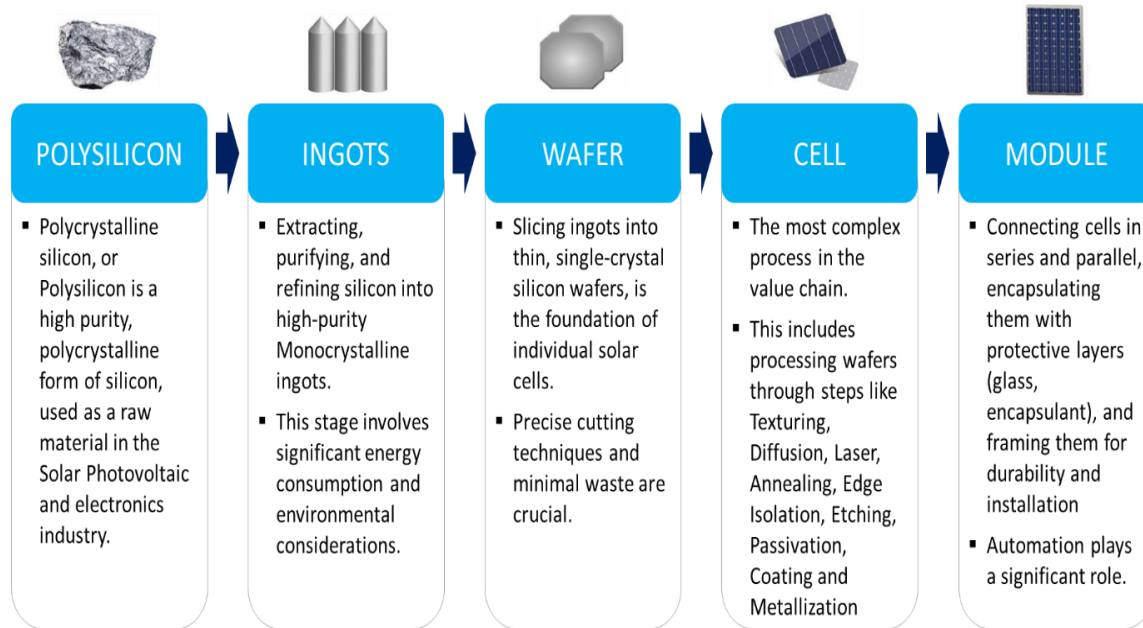 POLYSILICON
▪ Polycrystalline
silicon, or
Polysilicon is a
high purity,
polycrystalline
form of silicon,
used as a raw
material in the
Solar Photovoltaic
and electronics
industry.
INGOTS
▪ Extracting,
purifying, and
refining silicon into
high-purity
Monocrystalline
ingots.
▪ This stage involves
significant energy
consumption and
environmental
considerations.
WAFER
▪ Slicing ingots into
thin, single-crystal
silicon wafers, is
the foundation of
individual solar
cells.
▪ Precise cutting
techniques and
minimal waste are
crucial.
CELL
▪ The most complex
process in the
value chain.
▪ This includes
processing wafers
through steps like
Texturing,
Diffusion, Laser,
Annealing, Edge
Isolation, Etching,
Passivation,
Coating and
Metallization
MODULE
▪ Connecting cells in
series and parallel,
encapsulating
them with
protective layers
(glass,
encapsulant), and
framing them for
durability and
installation
▪ Automation plays
a significant role.